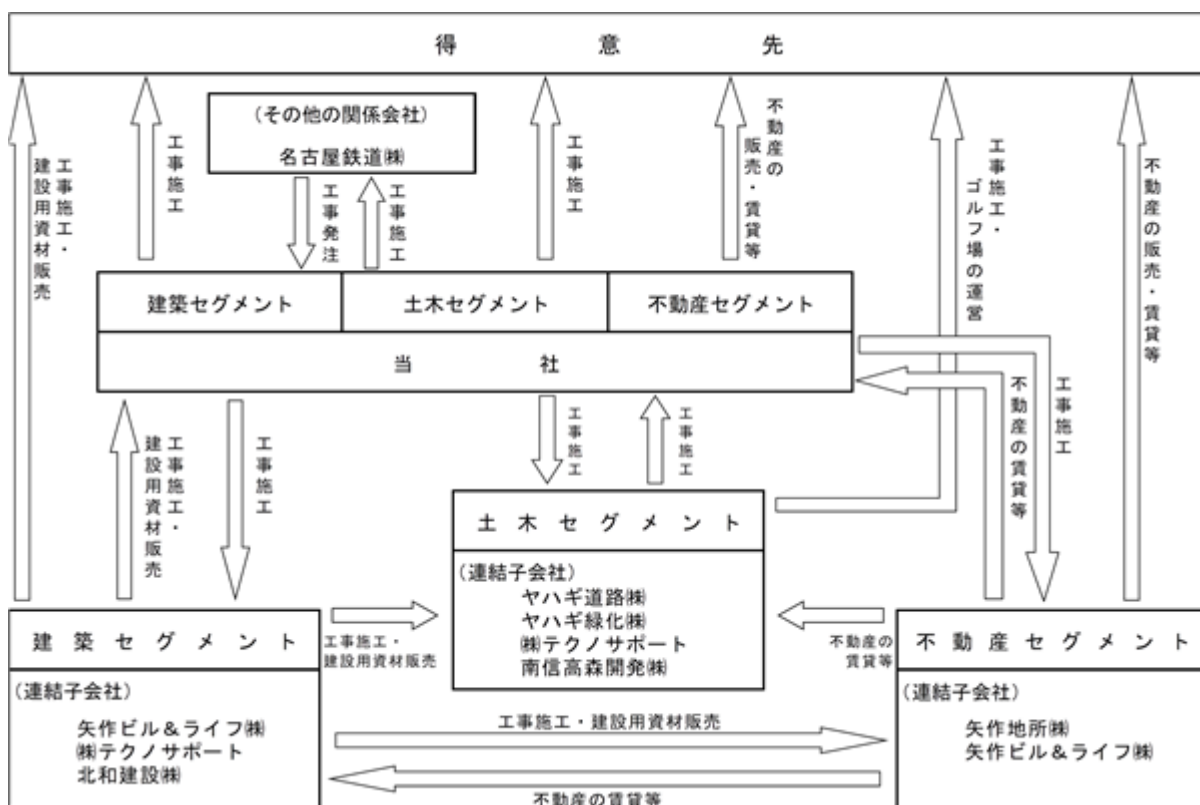 得意先
(その他の関係会社)
名古屋鉄道㈱
工事施工・
建設用資材販売
工事施工
工事発注
工事施工
工事施工
不動産の
販売・賃貸等
工事施工・
ゴルフ場の運営
不動産の販売・賃貸等
建築セグメント
土木セグメント
不動産セグメント
当社
工事施工・
建設用資材販売
工事施工
工事施工
工事施工
不動産の賃貸等
工事施工
土木セグメント
(連結子会社)
ヤハギ道路㈱
ヤハギ緑化㈱
㈱テクノサポート
南信高森開発㈱
建築セグメント
(連結子会社)
矢作ビル&ライフ㈱
㈱テクノサポート
北和建設㈱
工事施工・
建設用資材販売
不動産の
賃貸等
不動産セグメント
(連結子会社)
矢作地所㈱
矢作ビル&ライフ㈱
工事施工・建設用資材販売
不動産の賃貸等